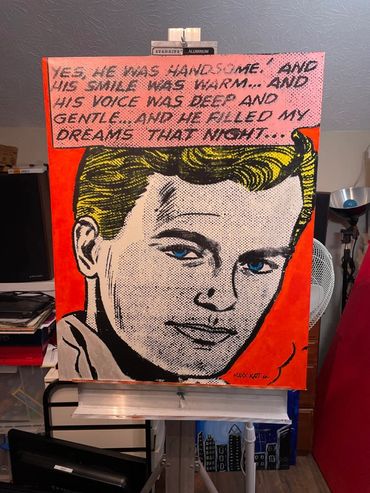 YES, HE WAS HANDSOME! AND
HIS SMILE WAS WARM... AND
HIS VOICE WAS DEEP AND
GENTLE... AND HE FILLED MY
DREAMS THAT NIGHT...